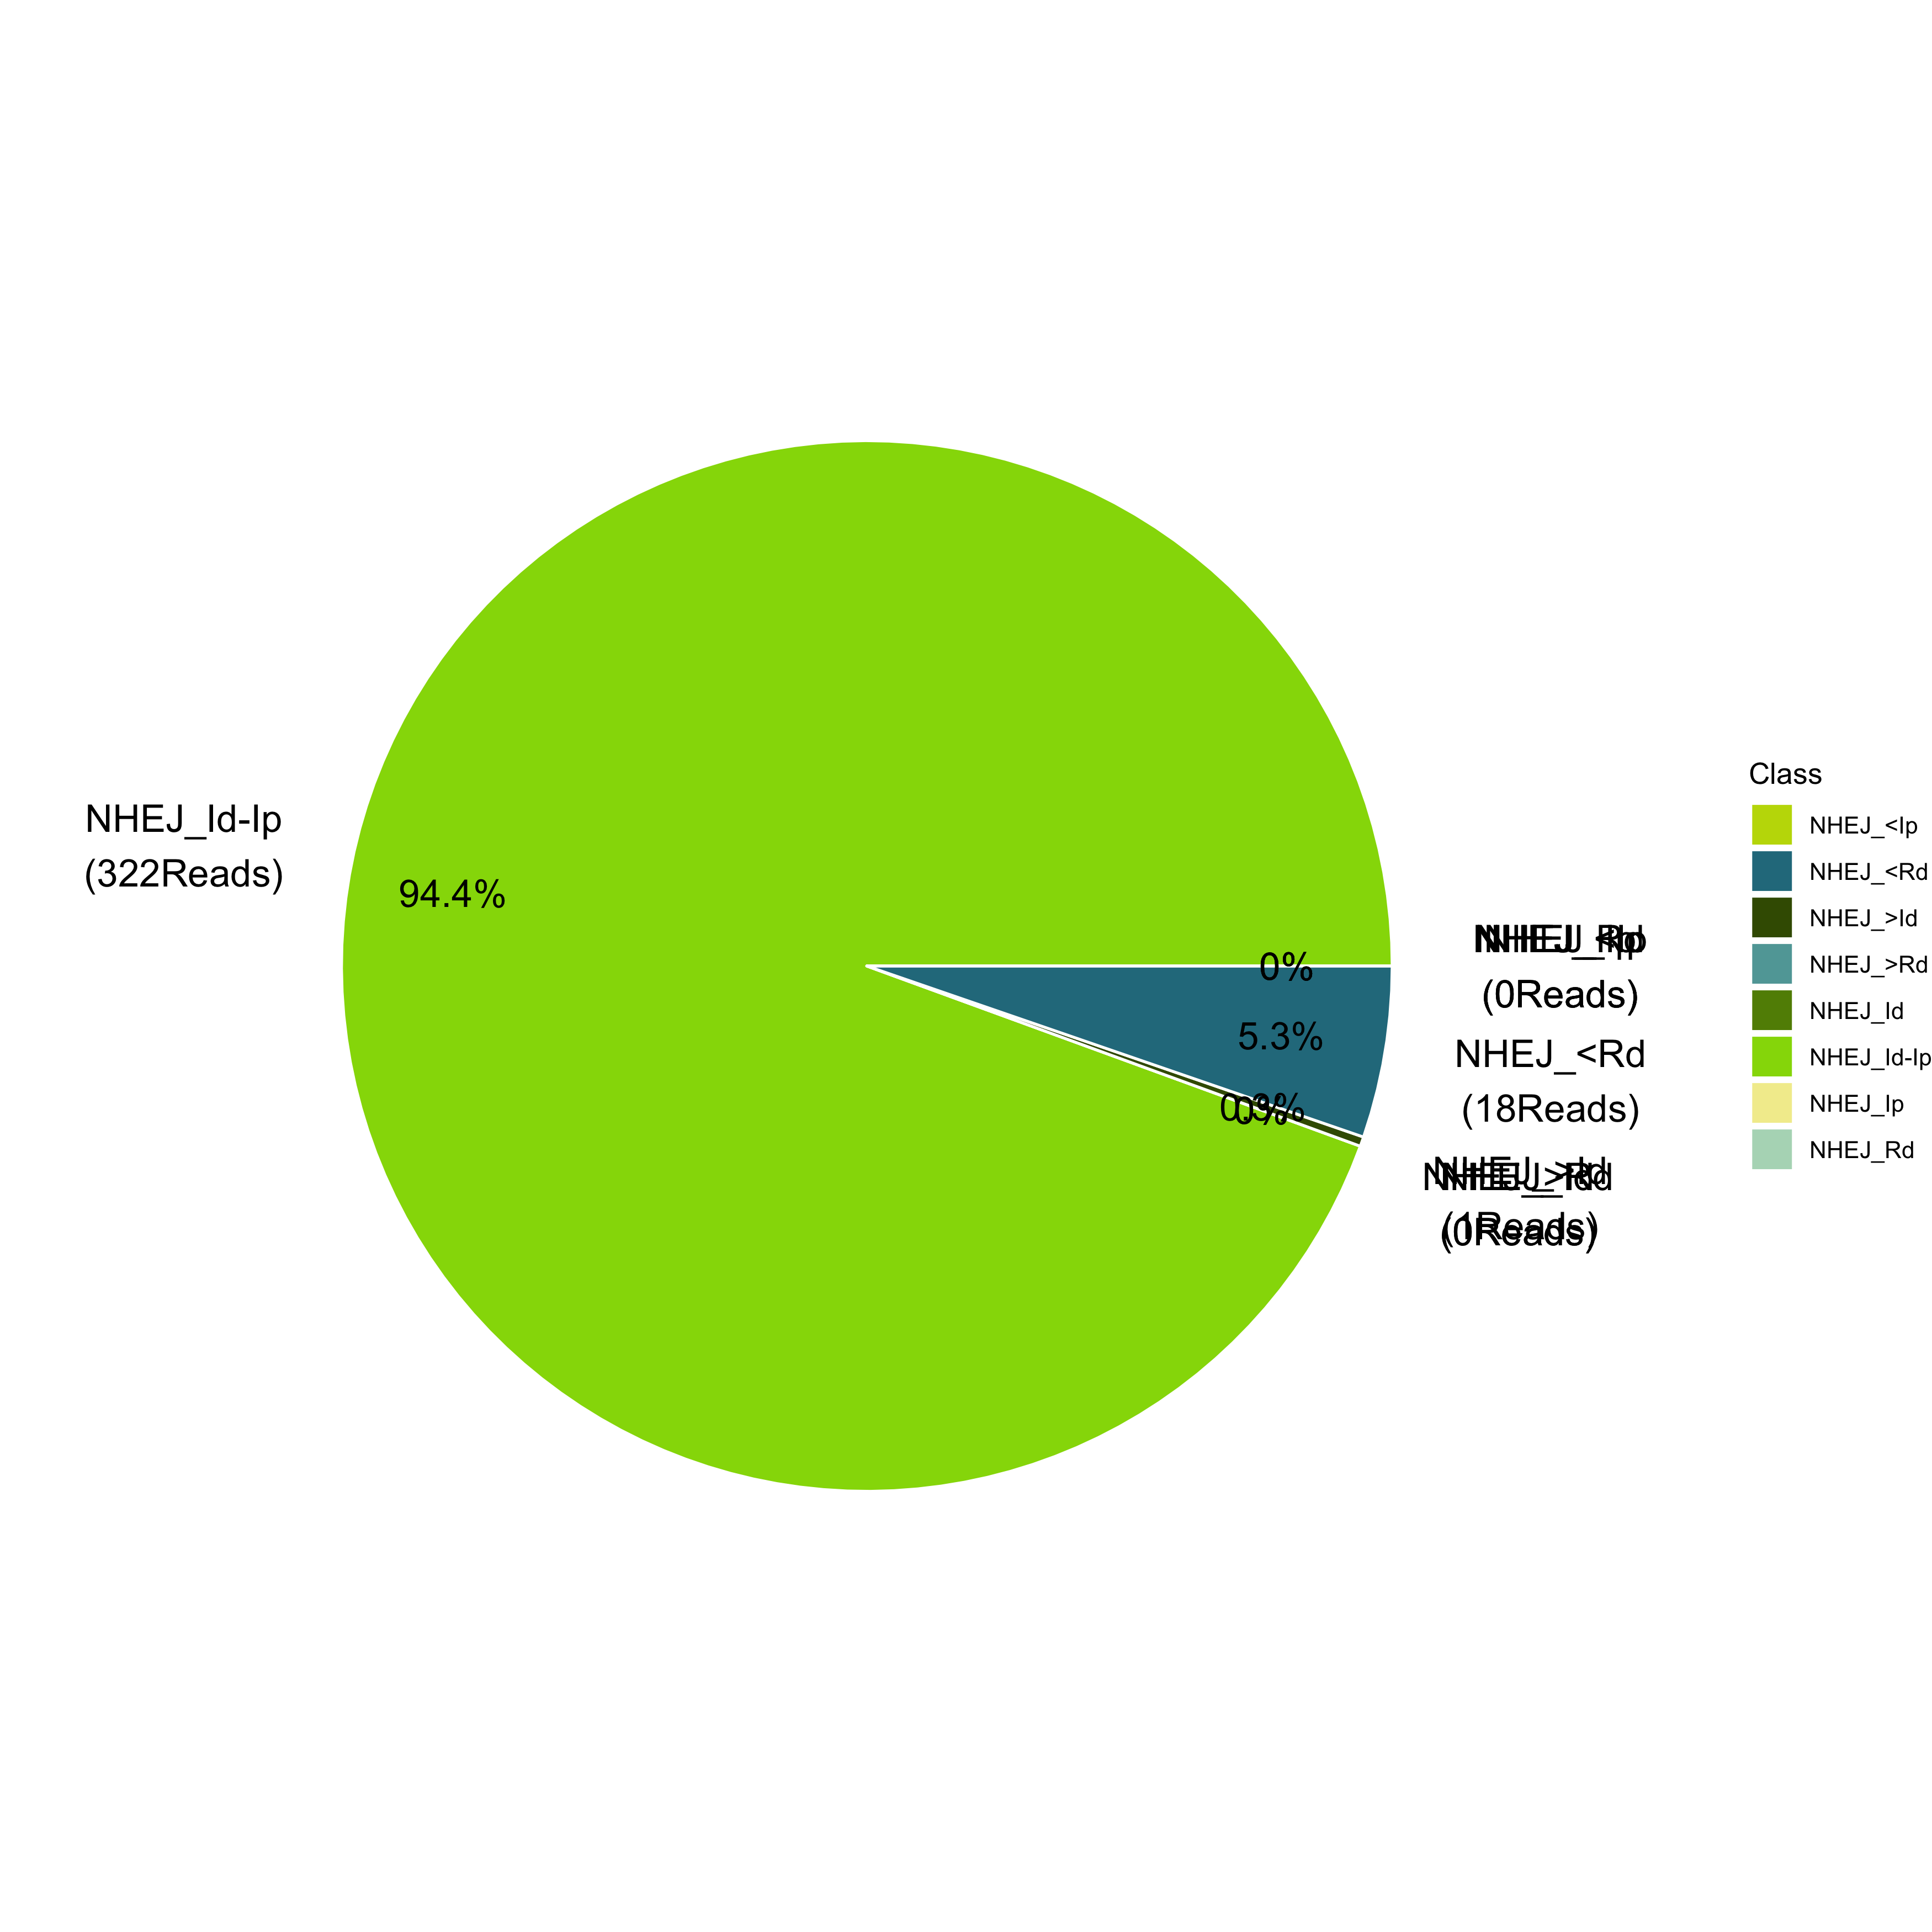 NHEJ_Id-Ip
(322Reads)
94.4%
0%
(0Reads)
5.3%
NHEJ_<Rd
(18Reads)
Class
NHEJ_<Ip
NHEJ_<Rd
NHEJ_>Id
NHEJ_>Rd
NHEJ_Id
NHEJ_Id-Ip
NHEJ_Ip
NHEJ_Rd